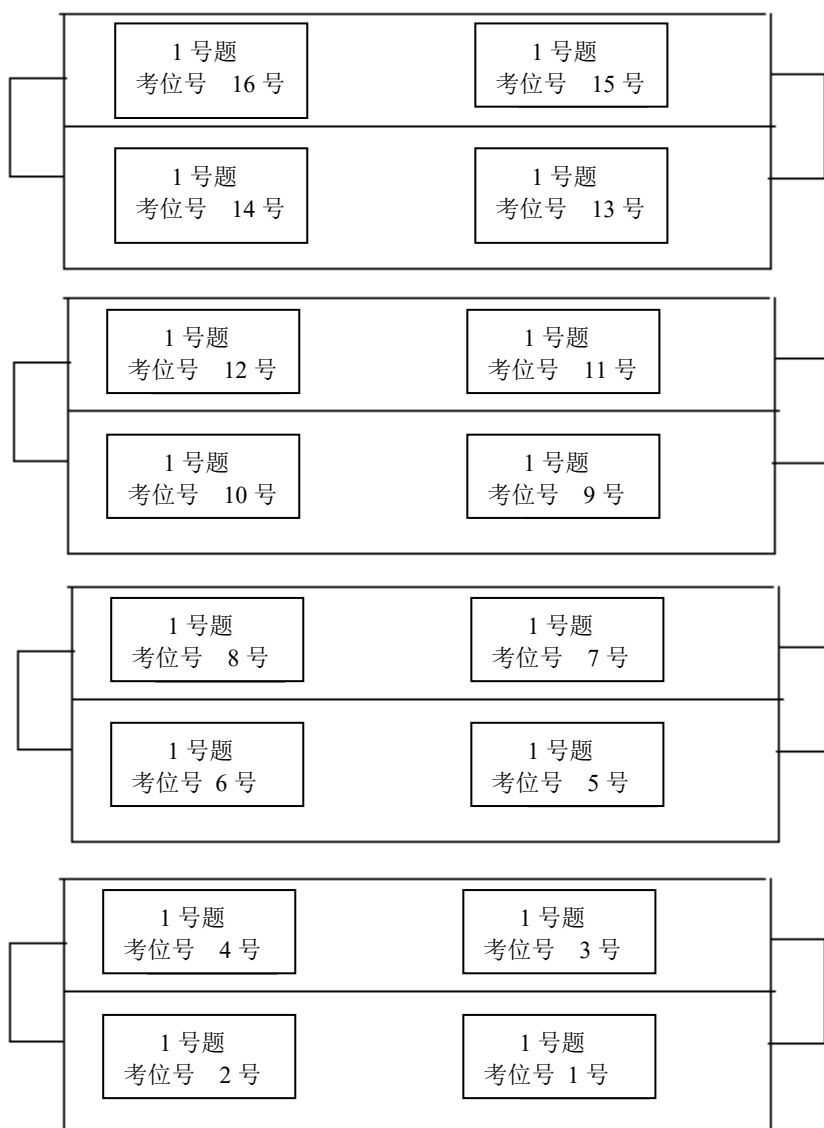 1 号题
考位号 16 号
1 号题
考位号 15 号
1 号题
考位号 14 号
1 号题
考位号 13 号
1 号题
考位号 12 号
1 号题
考位号 11 号
1 号题
考位号 10 号
1 号题
考位号 9 号
1 号题
考位号 8 号
1 号题
考位号 7 号
1 号题
考位号 6 号
1 号题
考位号 5 号
1 号题
考位号 4 号
1 号题
考位号 3 号
1 号题
考位号 2 号
1 号题
考位号 1 号